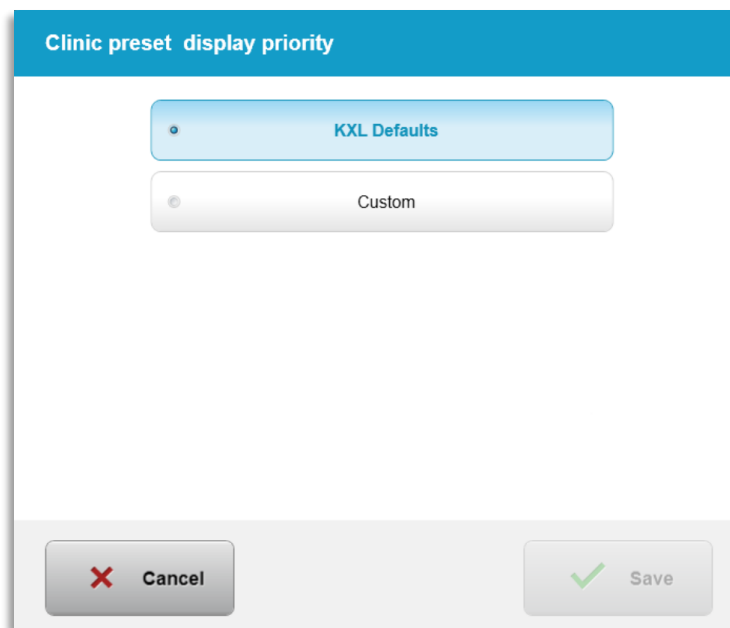 Clinic preset display priority
KXL Defaults
Custom
Cancel
Save